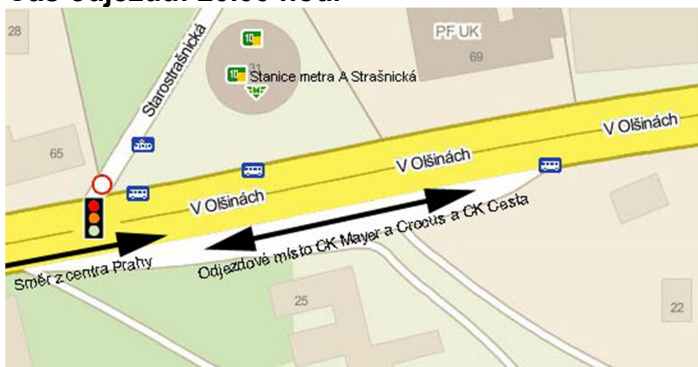 28
PF UK
69
Starostrašnická
31
Stanice metra A Strašnická
65
V Olšinách
V Olšinách
V Olšinách
Směr z centra Prahy
Odjezdové místo CK Mayer a Crocus a CK Cesta
25
22